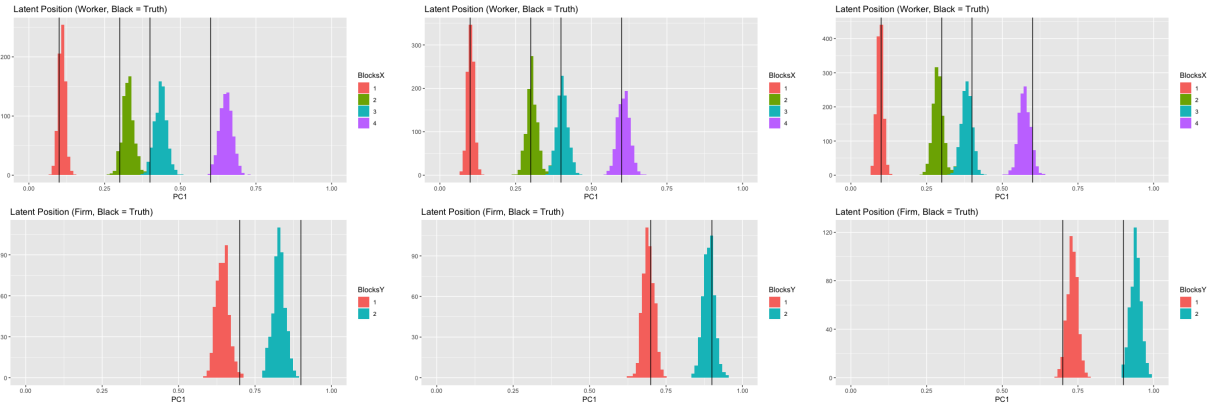 Latent Position (Worker, Black = Truth)
200
100
0
0.00 0.25 0.50 0.75 1.00
PC1
BlocksX
1
2
3
4
Latent Position (Worker, Black = Truth)
300
200
100
0
0.00 0.25 0.50 0.75 1.00
PC1
BlocksX
1
2
3
4
Latent Position (Worker, Black = Truth)
400
300
200
100
0
0.00 0.25 0.50 0.75 1.00
PC1
BlocksX
1
2
3
4
Latent Position (Firm, Black = Truth)
90
60
30
0
0.00 0.25 0.50 0.75 1.00
PC1
BlocksY
1
2
Latent Position (Firm, Black = Truth)
90
60
30
0
0.00 0.25 0.50 0.75 1.00
PC1
BlocksY
1
2
Latent Position (Firm, Black = Truth)
120
80
40
0
0.00 0.25 0.50 0.75 1.00
PC1
BlocksY
1
2